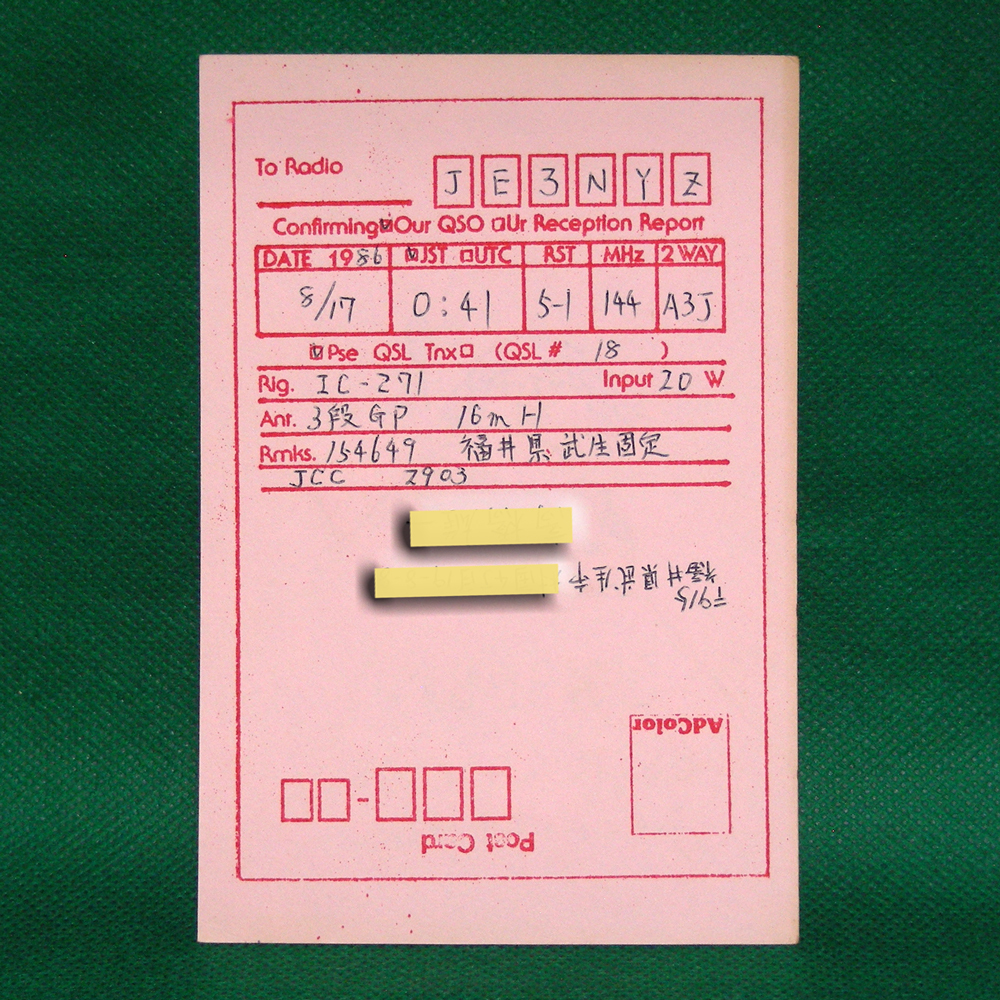 To Radio JE3NYZ
Confirming ☑Our QSO ☐Ur Reception Report
DATE 1986 ☑JST ☐UTC RST MHz 2 WAY
8/17 0:41 5-1 144 A3J
☑Pse QSL Tnx☐ (QSL # 18 )
Rig. IC-271 Input 20 W
Ant. 3段GP 16mH
Rmks. 154649 福井県武生固定
JCC 2903
〒915
福井県武生市
AdColor
Post Card